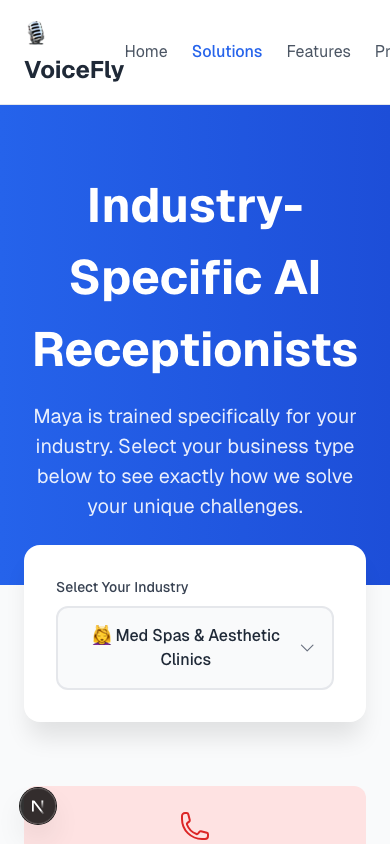 VoiceFly
Home Solutions Features Pr
Industry-
Specific AI
Receptionists
Maya is trained specifically for your
industry. Select your business type
below to see exactly how we solve
your unique challenges.
Select Your Industry
Med Spas & Aesthetic
Clinics
N